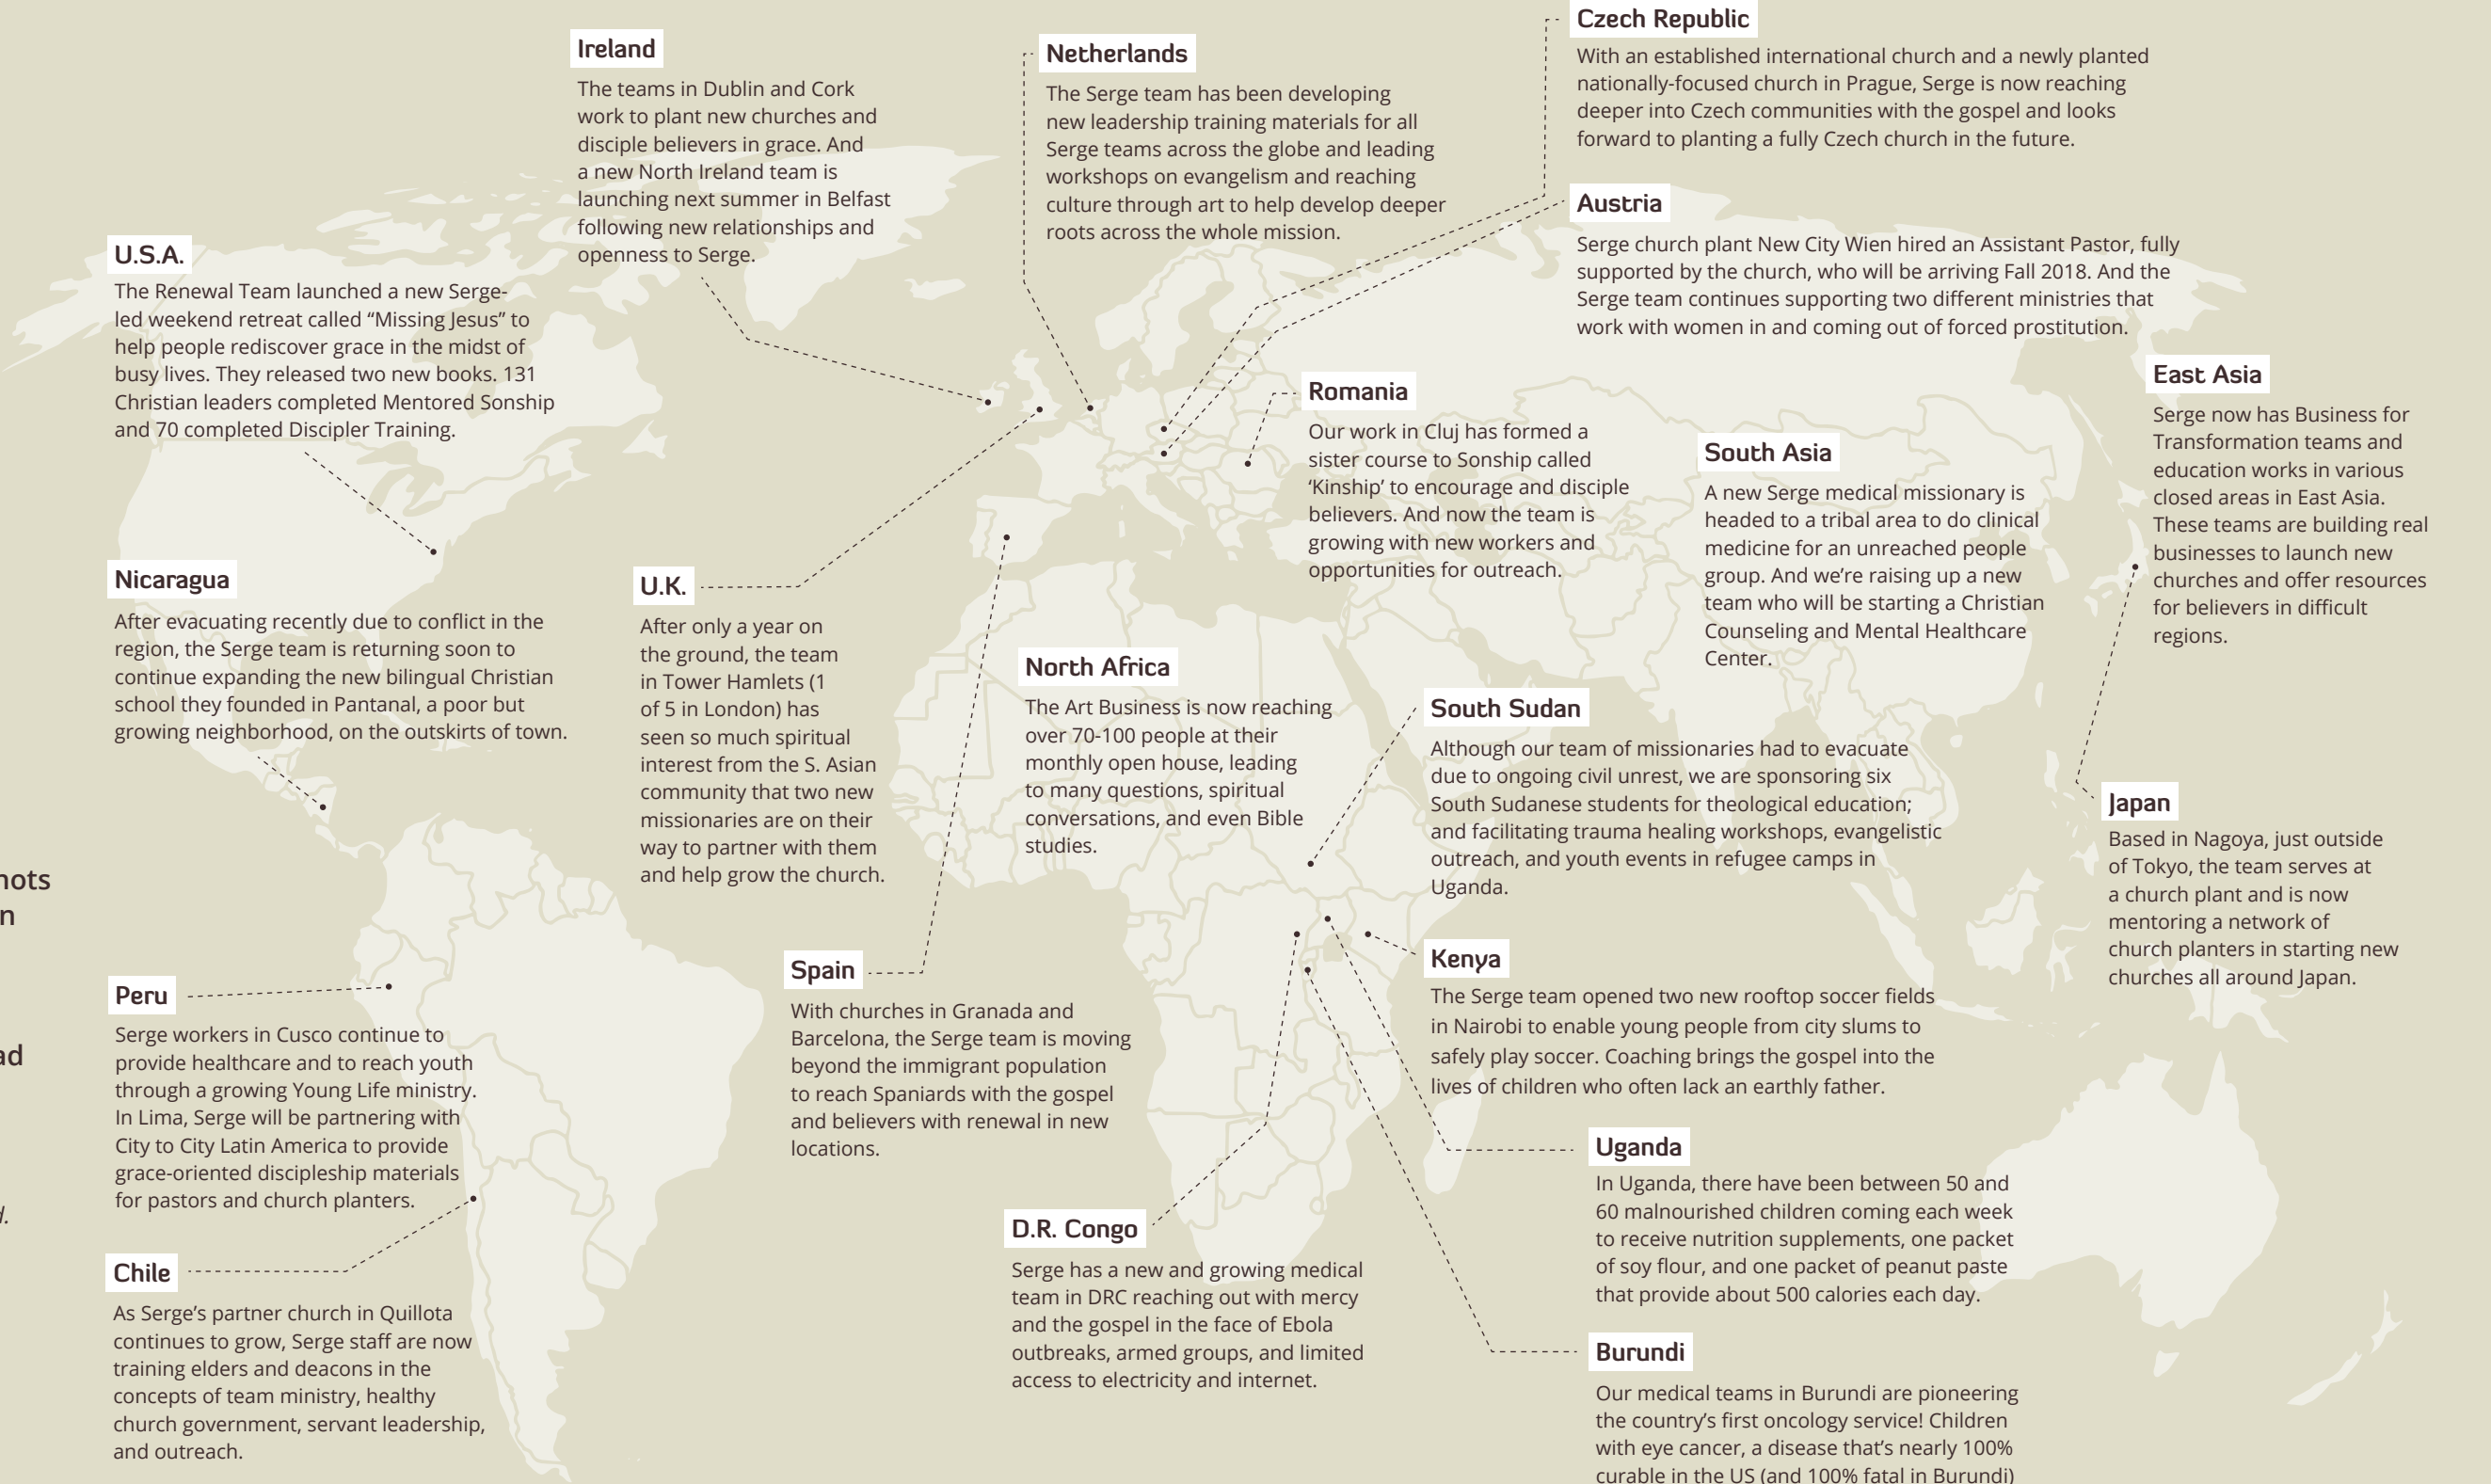 Ireland
The teams in Dublin and Cork
work to plant new churches and
disciple believers in grace. And
a new North Ireland team is
launching next summer in Belfast
following new relationships and
openness to Serge.
Netherlands
The Serge team has been developing
new leadership training materials for all
Serge teams across the globe and leading
workshops on evangelism and reaching
culture through art to help develop deeper
roots across the whole mission.
Czech Republic
With an established international church and a newly planted
nationally-focused church in Prague, Serge is now reaching
deeper into Czech communities with the gospel and looks
forward to planting a fully Czech church in the future.
Austria
Serge church plant New City Wien hired an Assistant Pastor, fully
supported by the church, who will be arriving Fall 2018. And the
Serge team continues supporting two different ministries that
work with women in and coming out of forced prostitution.
U.S.A.
The Renewal Team launched a new Serge-
led weekend retreat called “Missing Jesus” to
help people rediscover grace in the midst of
busy lives. They released two new books. 131
Christian leaders completed Mentored Sonship
and 70 completed Discipler Training.
Romania
Our work in Cluj has formed a
sister course to Sonship called
‘Kinship’ to encourage and disciple
believers. And now the team is
growing with new workers and
opportunities for outreach.
South Asia
A new Serge medical missionary is
headed to a tribal area to do clinical
medicine for an unreached people
group. And we’re raising up a new
team who will be starting a Christian
Counseling and Mental Healthcare
Center.
East Asia
Serge now has Business for
Transformation teams and
education works in various
closed areas in East Asia.
These teams are building real
businesses to launch new
churches and offer resources
for believers in difficult
regions.
Nicaragua
After evacuating recently due to conflict in the
region, the Serge team is returning soon to
continue expanding the new bilingual Christian
school they founded in Pantanal, a poor but
growing neighborhood, on the outskirts of town.
U.K.
After only a year on
the ground, the team
in Tower Hamlets (1
of 5 in London) has
seen so much spiritual
interest from the S. Asian
community that two new
missionaries are on their
way to partner with them
and help grow the church.
North Africa
The Art Business is now reaching
over 70-100 people at their
monthly open house, leading
to many questions, spiritual
conversations, and even Bible
studies.
South Sudan
Although our team of missionaries had to evacuate
due to ongoing civil unrest, we are sponsoring six
South Sudanese students for theological education;
and facilitating trauma healing workshops, evangelistic
outreach, and youth events in refugee camps in
Uganda.
Japan
Based in Nagoya, just outside
of Tokyo, the team serves at
a church plant and is now
mentoring a network of
church planters in starting new
churches all around Japan.
Peru
Serge workers in Cusco continue to
provide healthcare and to reach youth
through a growing Young Life ministry.
In Lima, Serge will be partnering with
City to City Latin America to provide
grace-oriented discipleship materials
for pastors and church planters.
Spain
With churches in Granada and
Barcelona, the Serge team is moving
beyond the immigrant population
to reach Spaniards with the gospel
and believers with renewal in new
locations.
Kenya
The Serge team opened two new rooftop soccer fields
in Nairobi to enable young people from city slums to
safely play soccer. Coaching brings the gospel into the
lives of children who often lack an earthly father.
Uganda
In Uganda, there have been between 50 and
60 malnourished children coming each week
to receive nutrition supplements, one packet
of soy flour, and one packet of peanut paste
that provide about 500 calories each day.
Chile
As Serge’s partner church in Quillota
continues to grow, Serge staff are now
training elders and deacons in the
concepts of team ministry, healthy
church government, servant leadership,
and outreach.
D.R. Congo
Serge has a new and growing medical
team in DRC reaching out with mercy
and the gospel in the face of Ebola
outbreaks, armed groups, and limited
access to electricity and internet.
Burundi
Our medical teams in Burundi are pioneering
the country’s first oncology service! Children
with eye cancer, a disease that’s nearly 100%
curable in the US (and 100% fatal in Burundi)